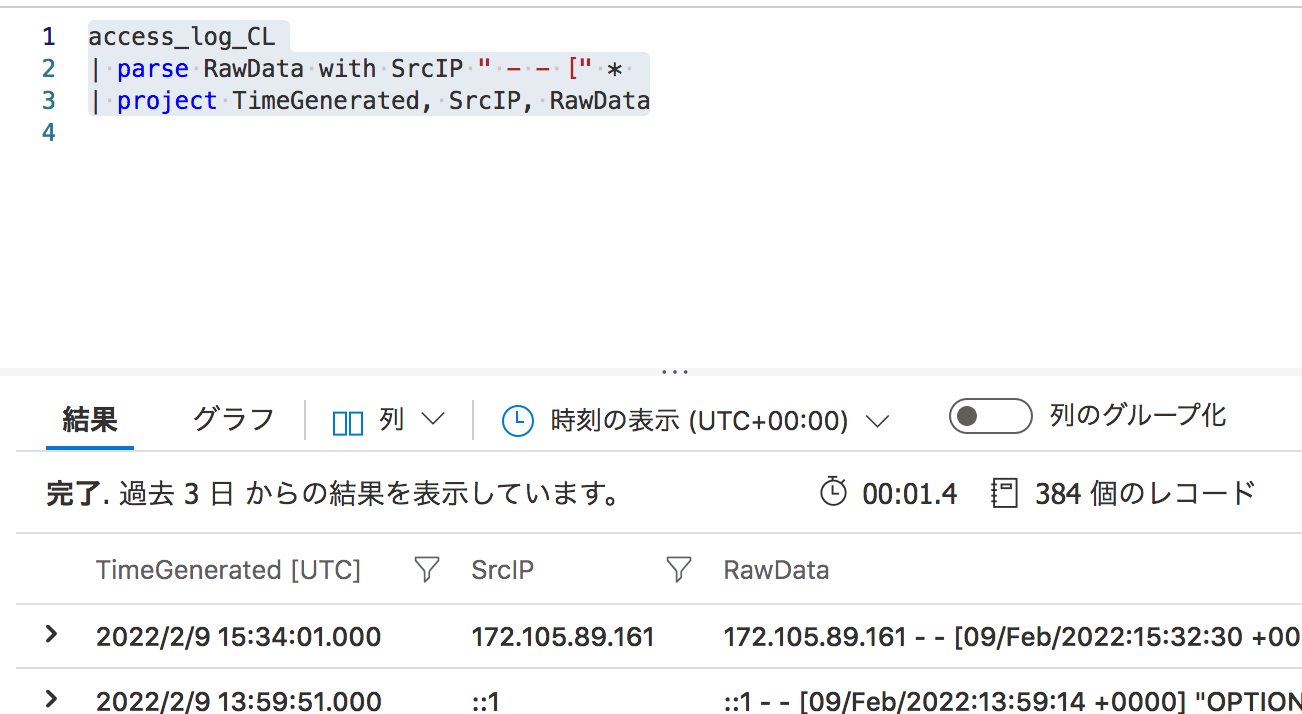 1 access_log_CL
2 | parse RawData with SrcIP " - - [" *
3 | project TimeGenerated, SrcIP, RawData
4
結果 グラフ 列 時刻の表示 (UTC+00:00) 列のグループ化
完了. 過去 3 日 からの結果を表示しています。 00:01.4 384 個のレコード
TimeGenerated [UTC] SrcIP RawData
2022/2/9 15:34:01.000 172.105.89.161 172.105.89.161 - - [09/Feb/2022:15:32:30 +00
2022/2/9 13:59:51.000 ::1 ::1 - - [09/Feb/2022:13:59:14 +0000] "OPTION